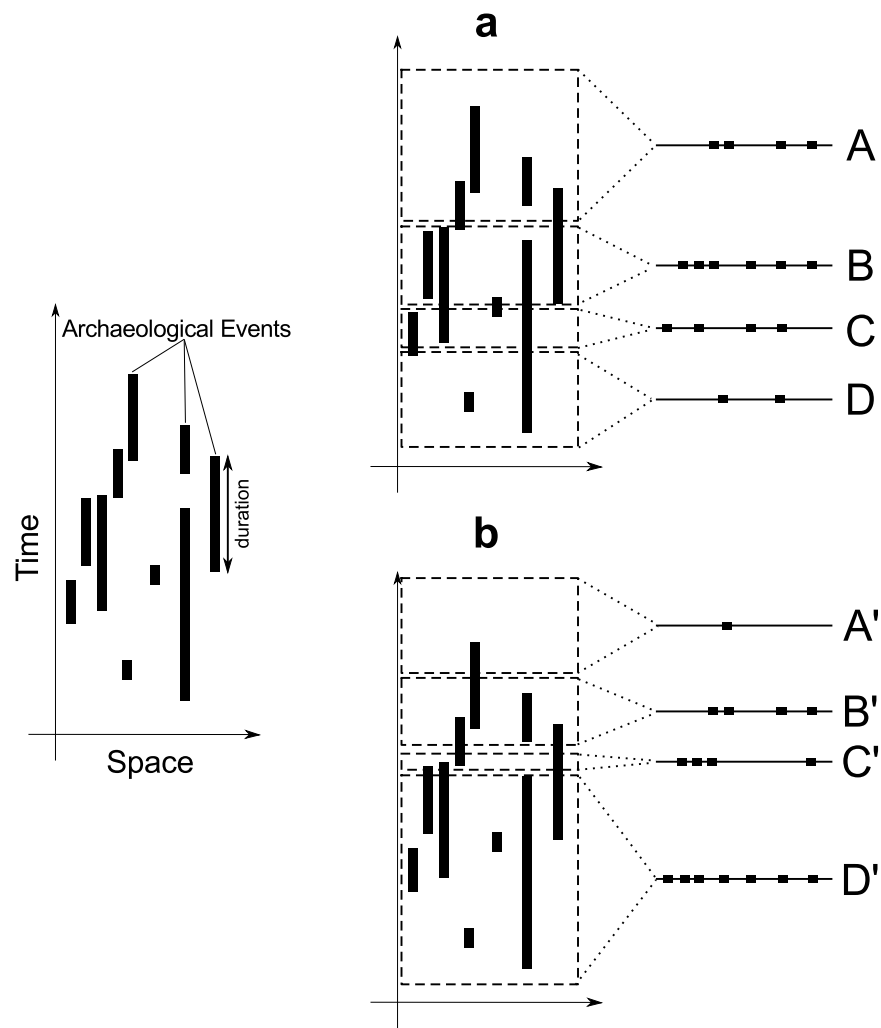 a
A
B
C
D
Archaeological Events
duration
Time
Space
b
A'
B'
C'
D'